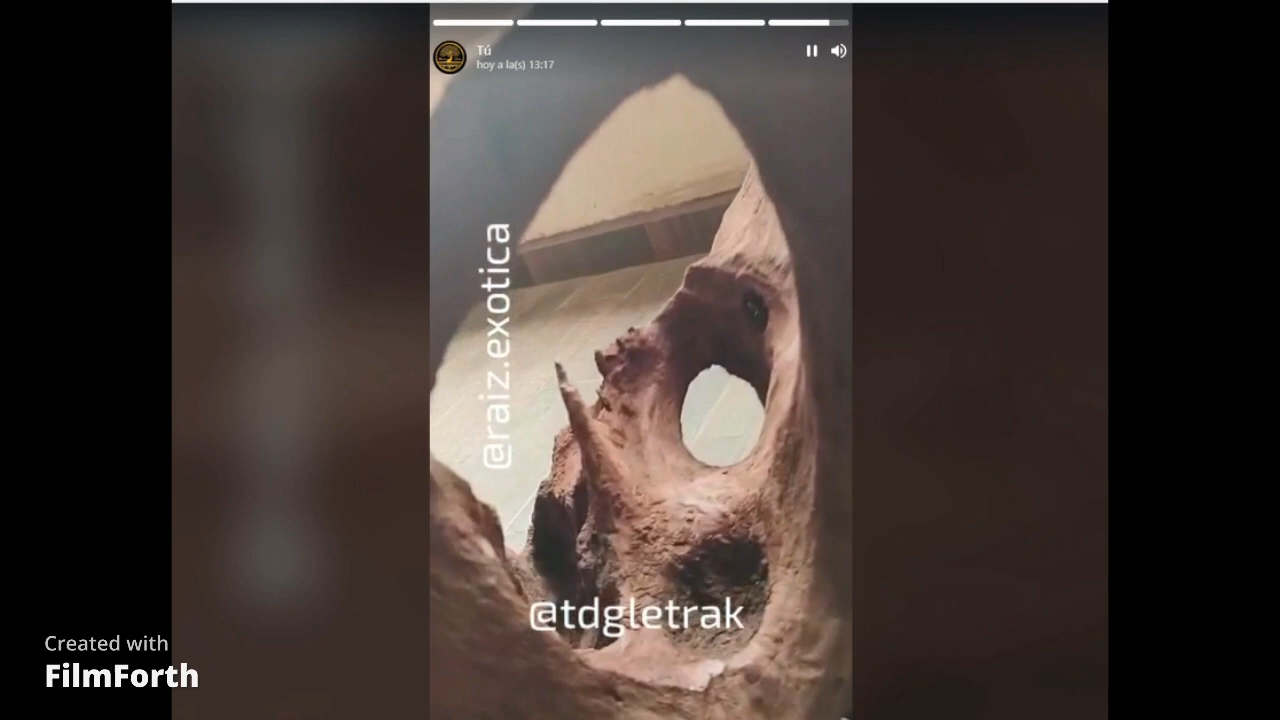 Tú
hoy a la(s) 13:17
@raiz.exotica
@tdgletrak
Created with
FilmForth